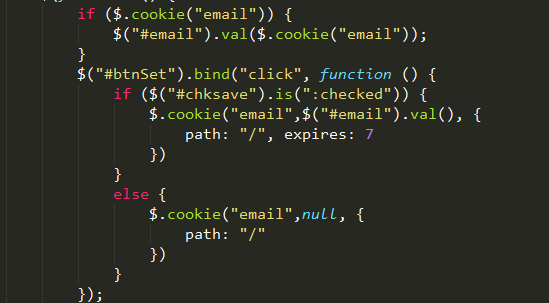 if ($.cookie("email")) {
$("#email").val($.cookie("email"));
}
$("#btnSet").bind("click", function () {
if ($("#chksave").is(":checked")) {
$.cookie("email",$("#email").val(), {
path: "/", expires: 7
})
}
else {
$.cookie("email",null, {
path: "/"
})
}
});